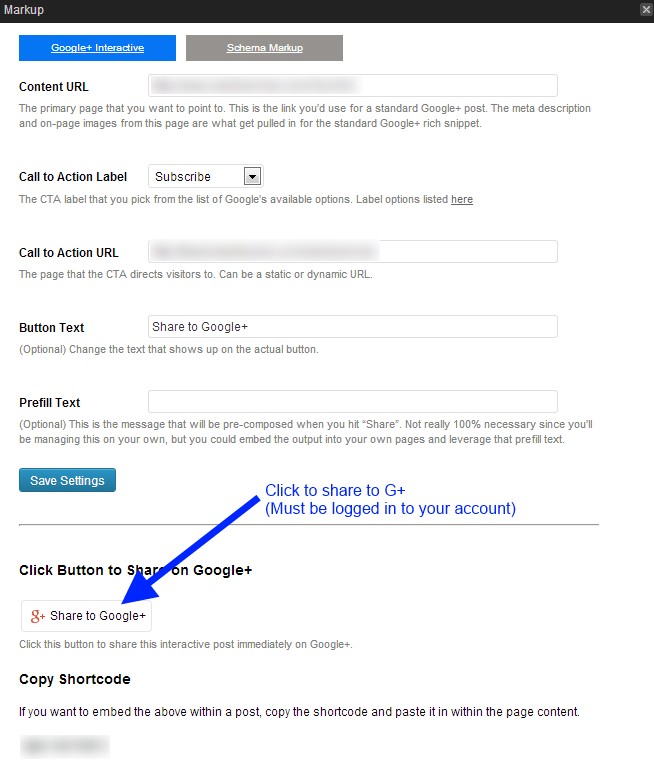 Markup
Google+ Interactive
Schema Markup
Content URL
The primary page that you want to point to. This is the link you'd use for a standard Google+ post. The meta description
and on-page images from this page are what get pulled in for the standard Google+ rich snippet.
Call to Action Label
Subscribe
The CTA label that you pick from the list of Google's available options. Label options listed here
Call to Action URL
The page that the CTA directs visitors to. Can be a static or dynamic URL.
Button Text
Share to Google+
(Optional) Change the text that shows up on the actual button.
Prefill Text
(Optional) This is the message that will be pre-composed when you hit “Share”. Not really 100% necessary since you'll
be managing this on your own, but you could embed the output into your own pages and leverage that prefill text.
Save Settings
Click to share to G+
(Must be logged in to your account)
Click Button to Share on Google+
g+ Share to Google+
Click this button to share this interactive post immediately on Google+.
Copy Shortcode
If you want to embed the above within a post, copy the shortcode and paste it in within the page content.